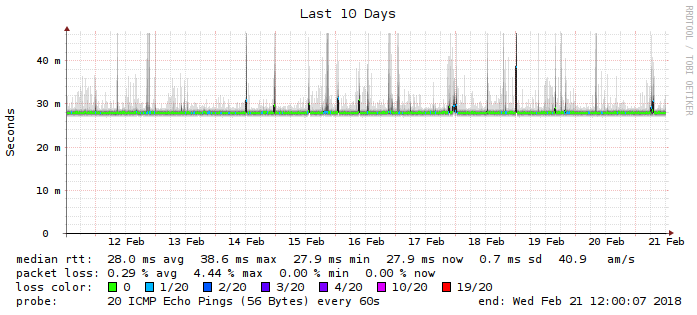 Last 10 Days
RRDTOOL / TOBI OETIKER
Seconds
40 m
30 m
20 m
10 m
0
12 Feb 13 Feb 14 Feb 15 Feb 16 Feb 17 Feb 18 Feb 19 Feb 20 Feb 21 Feb
median rtt: 28.0 ms avg 38.6 ms max 27.9 ms min 27.9 ms now 0.7 ms sd 40.9 am/s
packet loss: 0.29 % avg 4.44 % max 0.00 % min 0.00 % now
loss color: 0 1/20 2/20 3/20 4/20 10/20 19/20
probe: 20 ICMP Echo Pings (56 Bytes) every 60s end: Wed Feb 21 12:00:07 2018